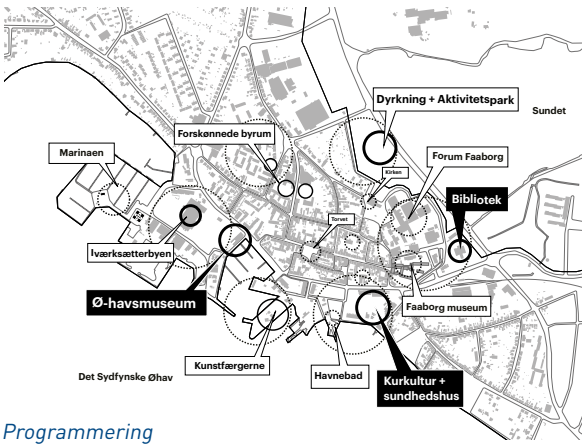 Dyrkning + Aktivitetspark
Sundet
Forskønnede byrum
Marinaen
Forum Faaborg
Kirken
Bibliotek
Torvet
Iværksætterbyen
Ø-havsmuseum
Faaborg museum
Kunstfærgerne
Havnebad
Kurkultur +
sundhedshus
Det Sydfynske Øhav
Programmering